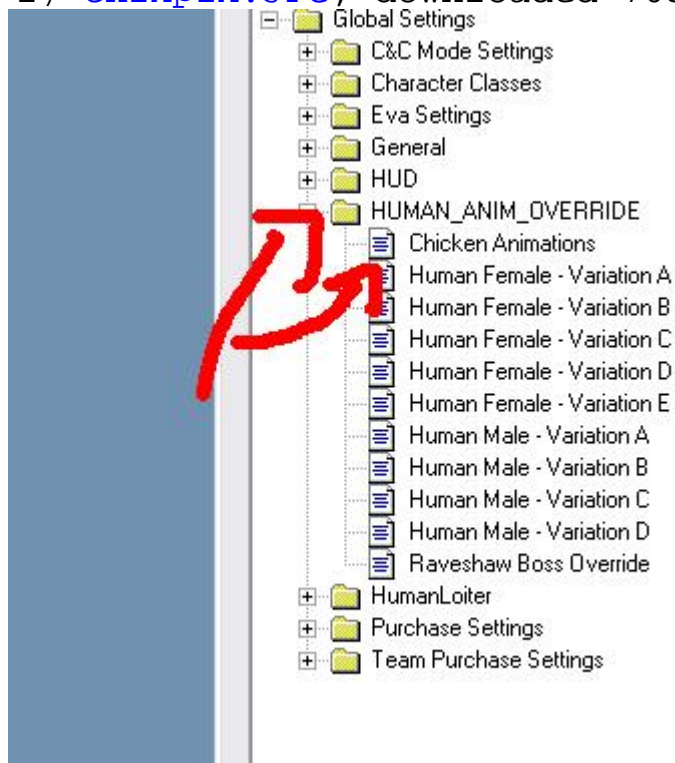 Global Settings
C&C Mode Settings
Character Classes
Eva Settings
General
HUD
HUMAN_ANIM_OVERRIDE
Chicken Animations
Human Female - Variation A
Human Female - Variation B
Human Female - Variation C
Human Female - Variation D
Human Female - Variation E
Human Male - Variation A
Human Male - Variation B
Human Male - Variation C
Human Male - Variation D
Raveshaw Boss Override
HumanLoiter
Purchase Settings
Team Purchase Settings